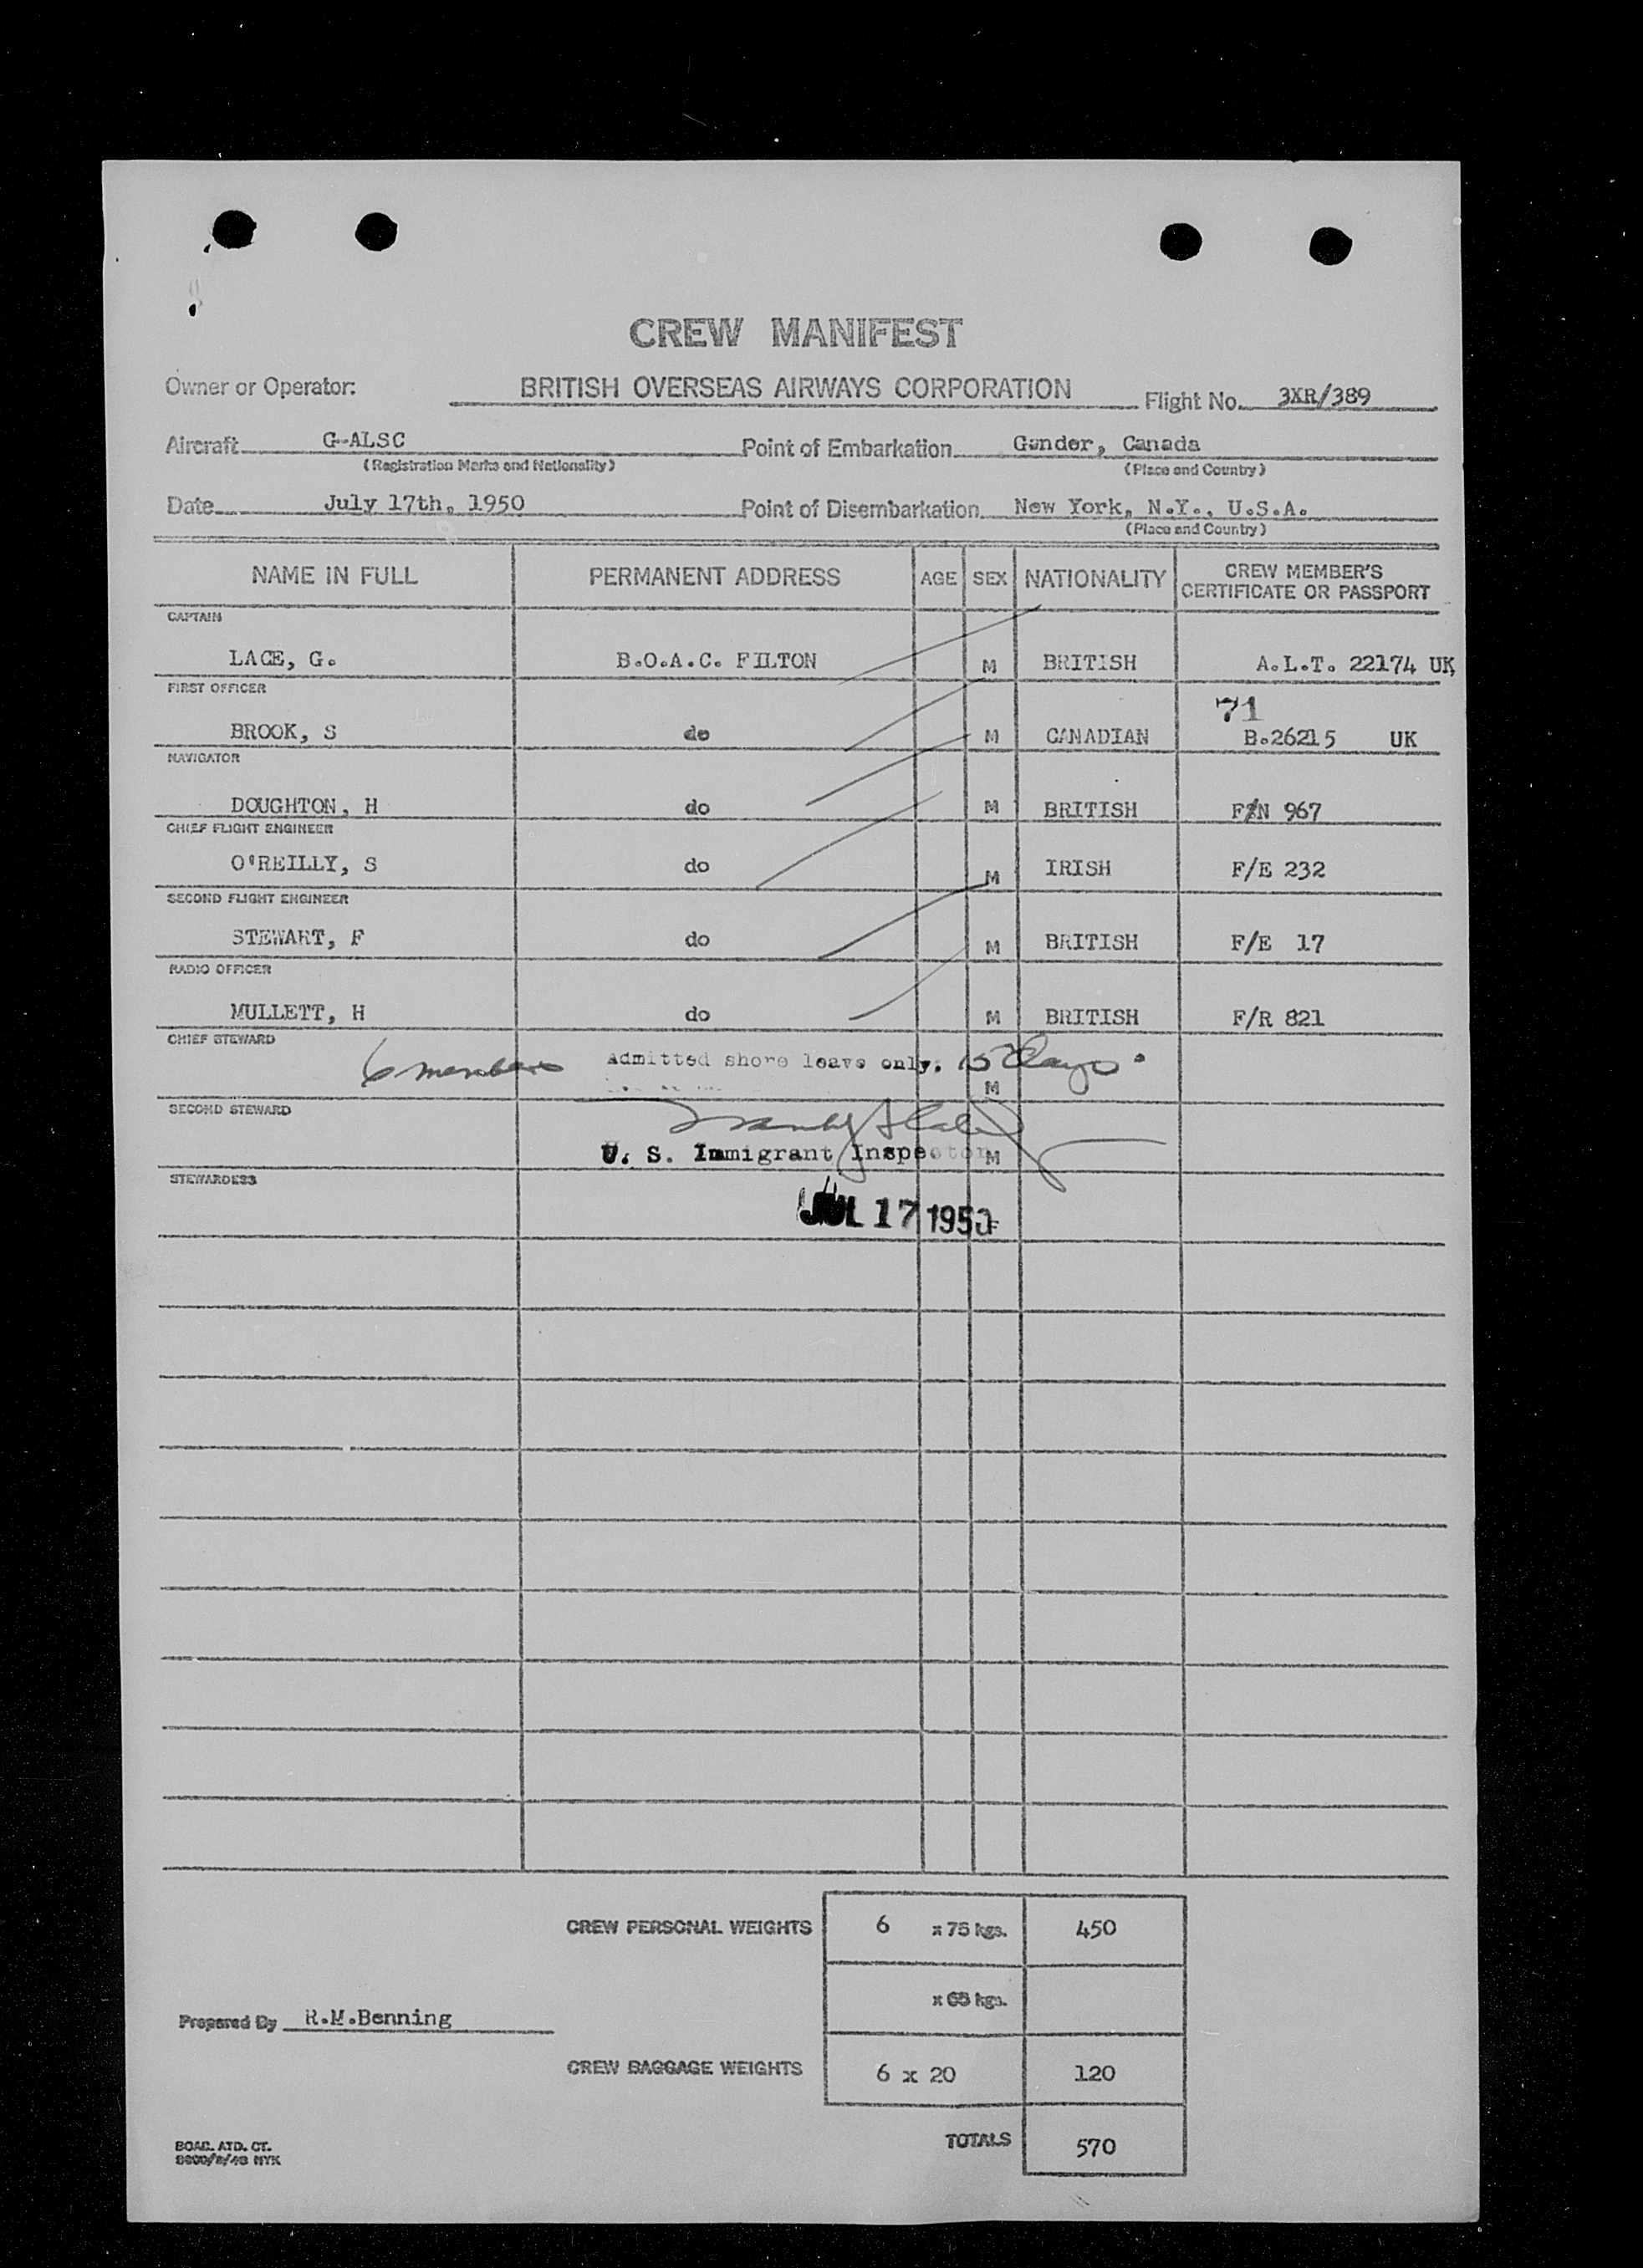 CREW MANIFEST
Owner or Operator: BRITISH OVERSEAS AIRWAYS CORPORATION Flight No. 3XR/389
Aircraft G-ALSC Point of Embarkation Gander, Canada
(Registration Marks and Nationality) (Place and Country)
Date July 17th, 1950 Point of Disembarkation New York, N.Y., U.S.A.
(Place and Country)
NAME IN FULL PERMANENT ADDRESS AGE SEX NATIONALITY CREW MEMBER'S CERTIFICATE OR PASSPORT
CAPTAIN
LACE, G. B.O.A.C. FILTON M BRITISH A.L.T. 22174 UK
FIRST OFFICER
71
BROOK, S do M CANADIAN B.26215 UK
NAVIGATOR
DOUGHTON, H do M BRITISH F/N 967
CHIEF FLIGHT ENGINEER
O'REILLY, S do M IRISH F/E 232
SECOND FLIGHT ENGINEER
STEWART, F do M BRITISH F/E 17
RADIO OFFICER
MULLETT, H do M BRITISH F/R 821
CHIEF STEWARD
6 members Admitted shore leave only, 15 days.
M
SECOND STEWARD
U. S. Immigrant Inspector M
STEWARDESS
JUL 17 1950 F
CREW PERSONAL WEIGHTS 6 x 75 kgs. 450
x 65 kgs.
Prepared By R.M.Benning
CREW BAGGAGE WEIGHTS 6 x 20 120
TOTALS 570
BOAC. ATD. CT.
NYK